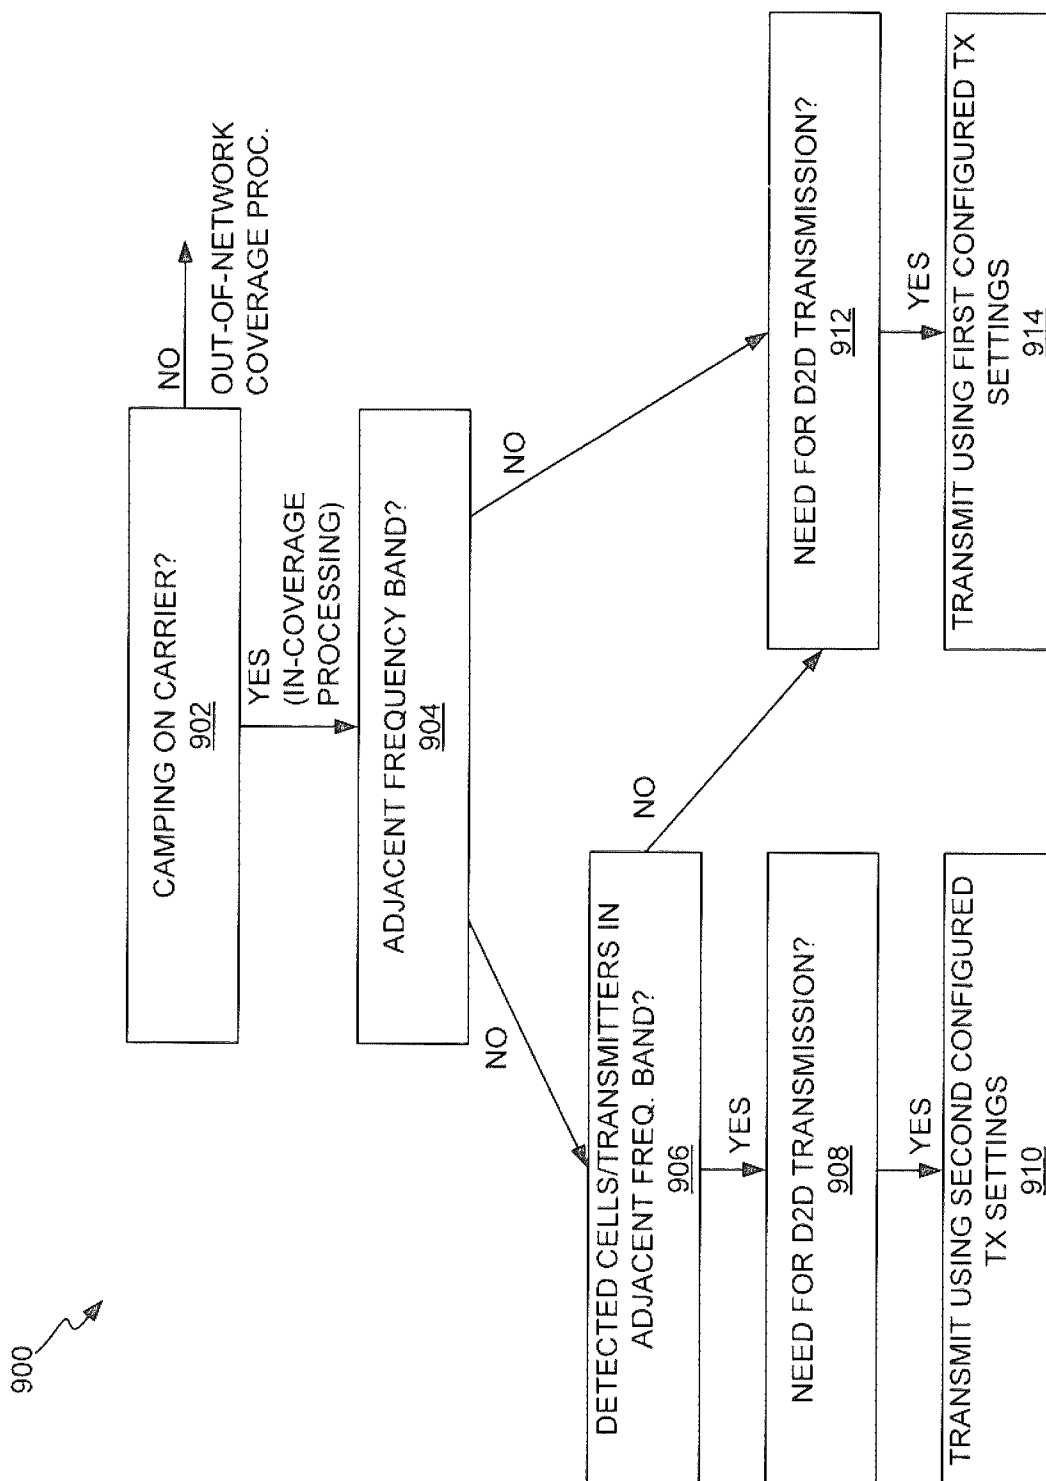 900
CAMPING ON CARRIER?
902
NO
OUT-OF-NETWORK
COVERAGE PROC.
YES
(IN-COVERAGE
PROCESSING)
ADJACENT FREQUENCY BAND?
904
NO
NO
DETECTED CELLS/TRANSMITTERS IN
ADJACENT FREQ. BAND?
906
NO
YES
NEED FOR D2D TRANSMISSION?
908
YES
TRANSMIT USING SECOND CONFIGURED
TX SETTINGS
910
NEED FOR D2D TRANSMISSION?
912
YES
TRANSMIT USING FIRST CONFIGURED TX
SETTINGS
914